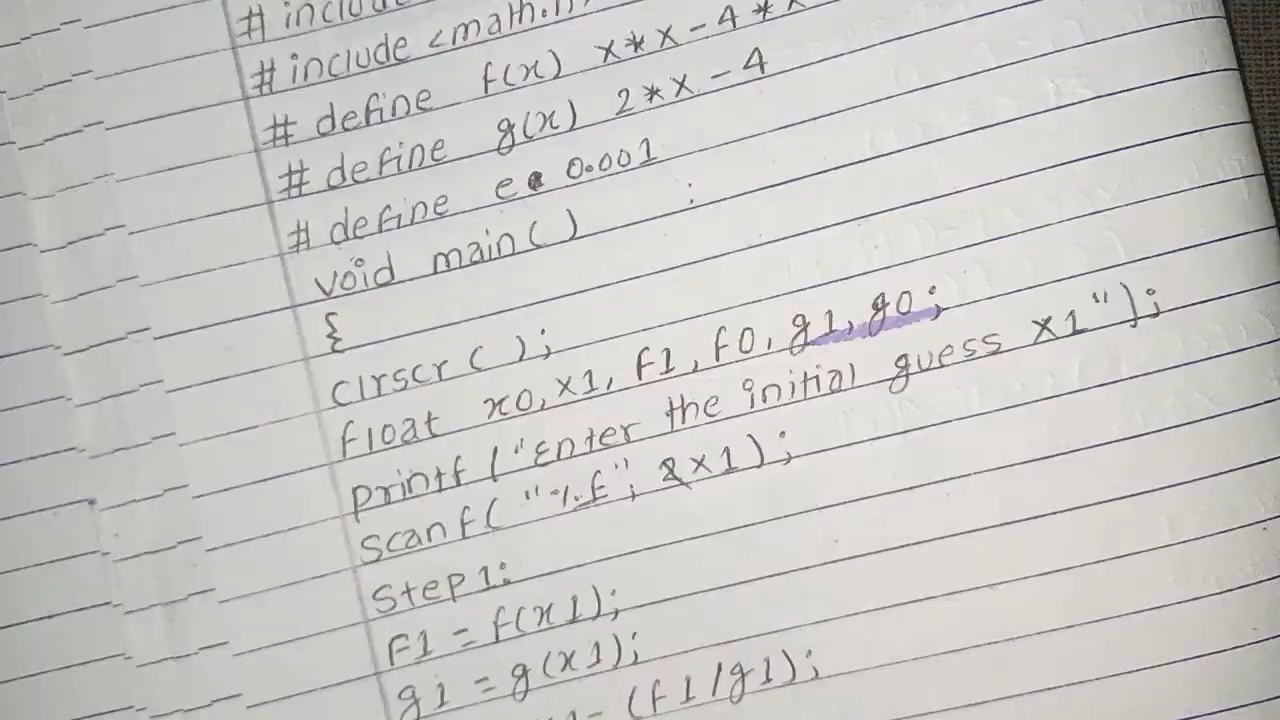 # include
# include <math.h
# define f(x) x*x-4*x
# define g(x) 2*x-4
# define e 0.001
void main()
{
clrscr();
float x0, x1, f1, f0, g1, g0;
printf("Enter the initial guess x1");
scanf("%f", &x1);
Step1:
f1 = f(x1);
g1 = g(x1);
- (f1/g1);